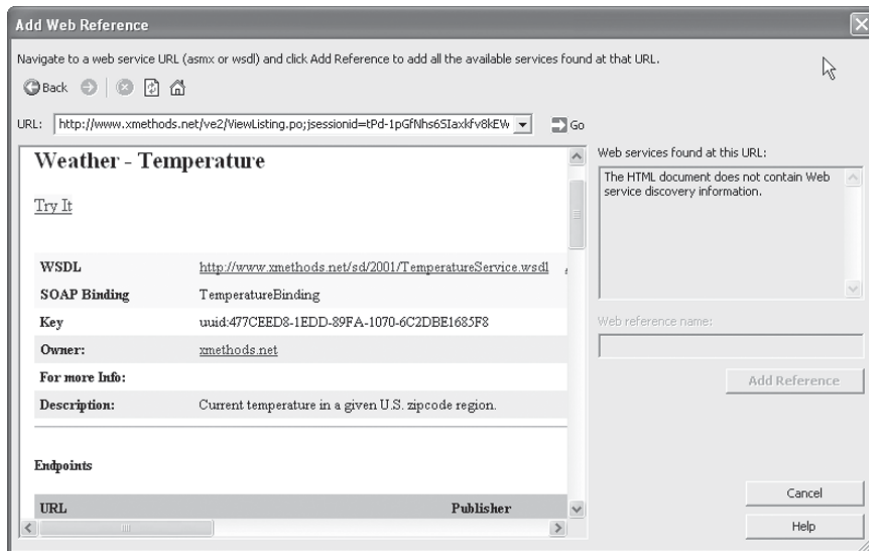 Add Web Reference
Navigate to a web service URL (asmx or wsdl) and click Add Reference to add all the available services found at that URL.
Back
URL: http://www.xmethods.net/ve2/ViewListing.po;jsessionid=tPd-1pGfNhs65Iaxkfv8kEW Go
Weather - Temperature
Try It
WSDL http://www.xmethods.net/sd/2001/TemperatureService.wsdl
SOAP Binding TemperatureBinding
Key uuid:477CEED8-1EDD-89FA-1070-6C2DBE1685F8
Owner: xmethods.net
For more Info:
Description: Current temperature in a given U.S. zipcode region.
Endpoints
URL Publisher
Web services found at this URL:
The HTML document does not contain Web
service discovery information.
Web reference name:
Add Reference
Cancel
Help